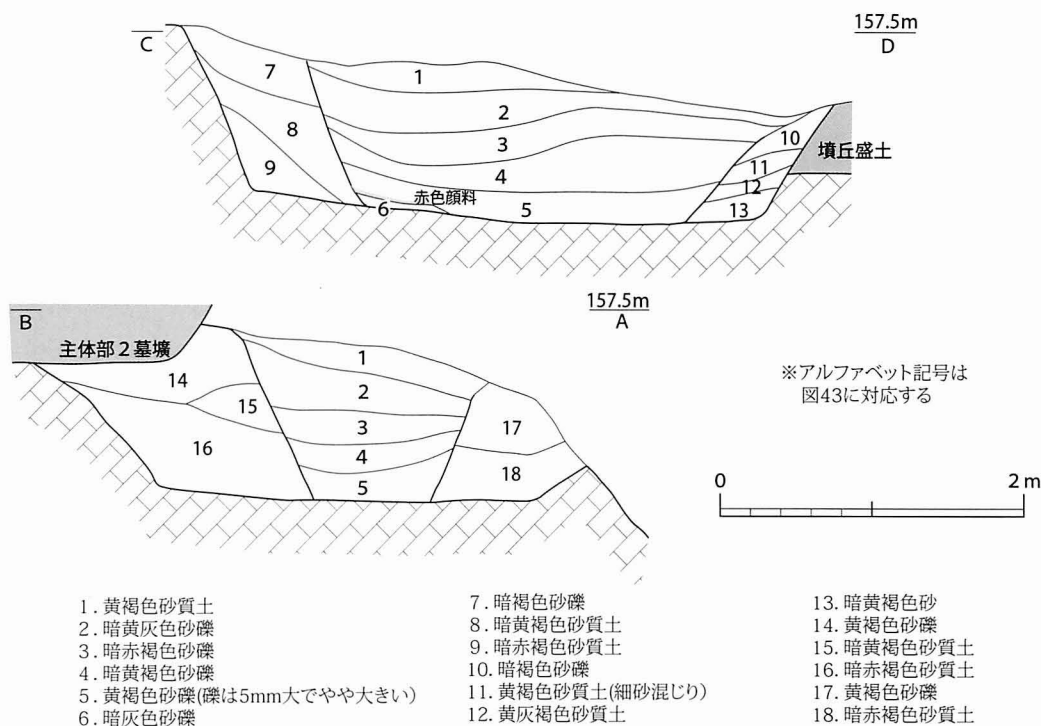 157.5m
C
D
7
1
2
8
10
3
墳丘盛土
11
4
9
12
赤色顔料
6
5
13
157.5m
B
A
主体部2墓壙
1
14
2
※アルファベット記号は
図43に対応する
15
3
17
16
4
18
5
0
2 m
1. 黄褐色砂質土
2. 暗黄灰色砂礫
3. 暗赤褐色砂礫
4. 暗黄褐色砂礫
5. 黄褐色砂礫(礫は5mm大でやや大きい)
6. 暗灰色砂礫
7. 暗褐色砂礫
8. 暗黄褐色砂質土
9. 暗赤褐色砂質土
10. 暗褐色砂礫
11. 黄褐色砂質土(細砂混じり)
12. 黄灰褐色砂質土
13. 暗黄褐色砂
14. 黄褐色砂礫
15. 暗黄褐色砂質土
16. 暗赤褐色砂質土
17. 黄褐色砂礫
18. 暗赤褐色砂質土